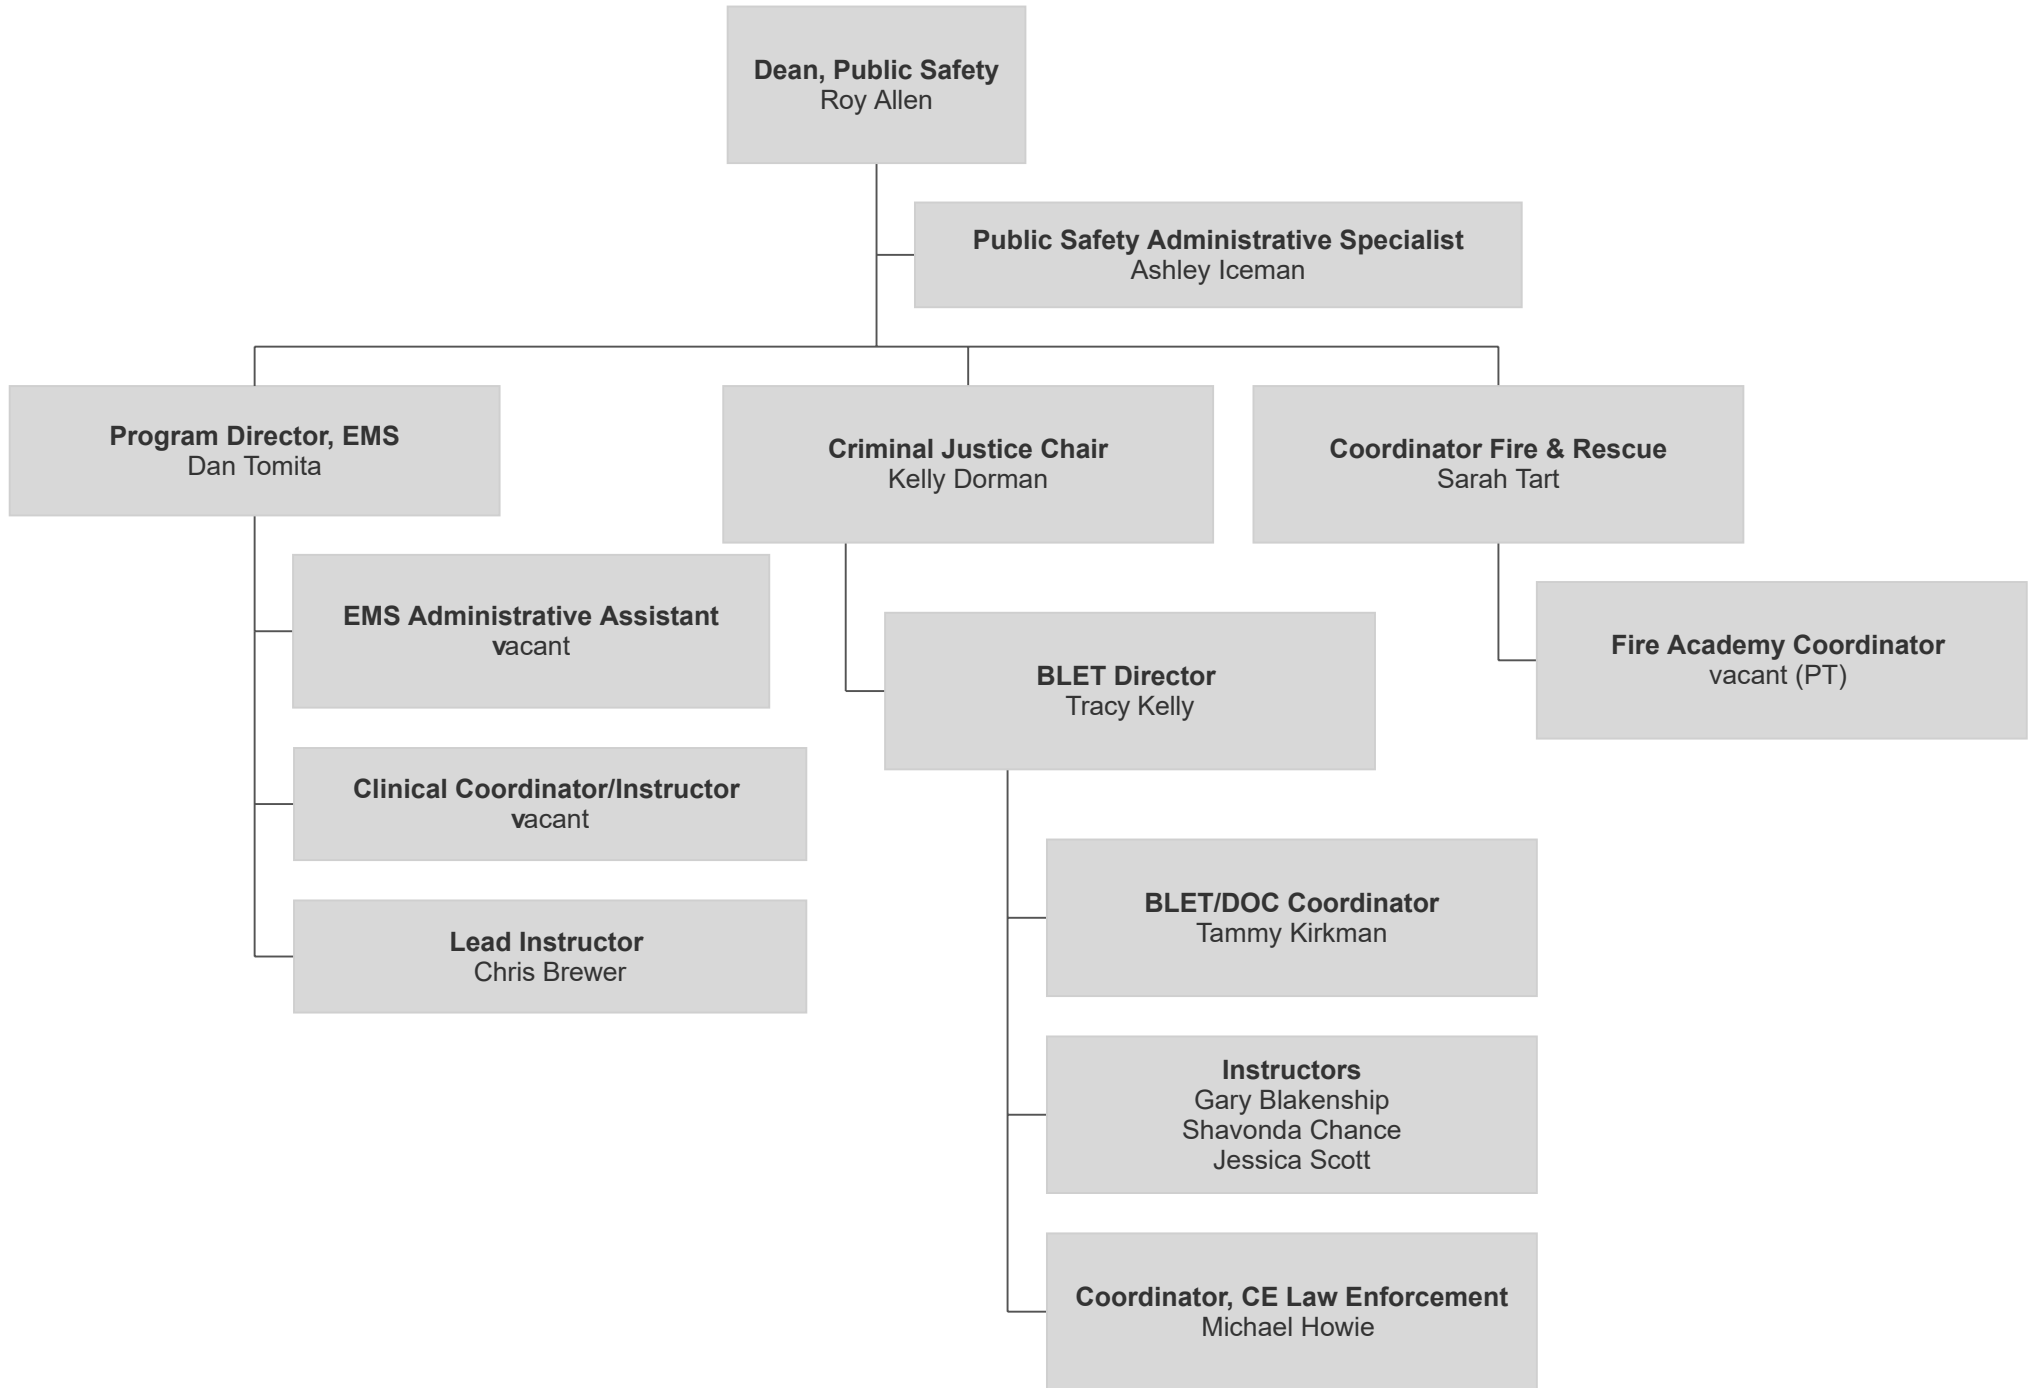 Dean, Public Safety
Roy Allen
Public Safety Administrative Specialist
Ashley Iceman
Program Director, EMS
Dan Tomita
Criminal Justice Chair
Kelly Dorman
Coordinator Fire & Rescue
Sarah Tart
EMS Administrative Assistant
vacant
Clinical Coordinator/Instructor
vacant
Lead Instructor
Chris Brewer
BLET Director
Tracy Kelly
Fire Academy Coordinator
vacant (PT)
BLET/DOC Coordinator
Tammy Kirkman
Instructors
Gary Blakenship
Shavonda Chance
Jessica Scott
Coordinator, CE Law Enforcement
Michael Howie